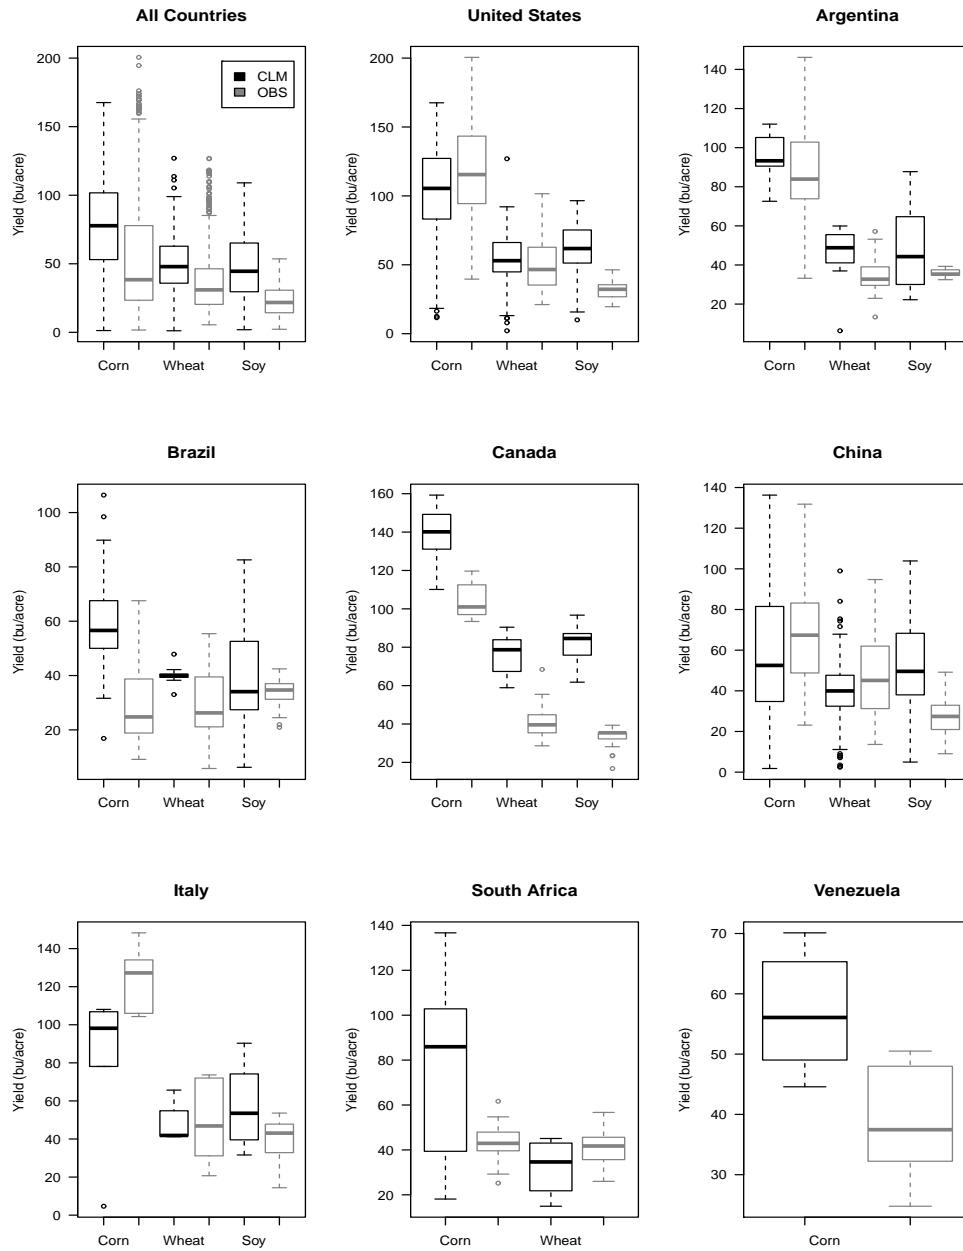 All Countries
United States
Argentina
Yield (bu/acre)
200
150
100
50
0
CLM
OBS
Corn
Wheat
Soy
Yield (bu/acre)
200
150
100
50
0
Corn
Wheat
Soy
Yield (bu/acre)
140
120
100
80
60
40
20
Corn
Wheat
Soy
Brazil
Canada
China
Yield (bu/acre)
100
80
60
40
20
Corn
Wheat
Soy
Yield (bu/acre)
160
140
120
100
80
60
40
20
Corn
Wheat
Soy
Yield (bu/acre)
140
120
100
80
60
40
20
0
Corn
Wheat
Soy
Italy
South Africa
Venezuela
Yield (bu/acre)
140
120
100
80
60
40
20
0
Corn
Wheat
Soy
Yield (bu/acre)
140
120
100
80
60
40
20
Corn
Wheat
Yield (bu/acre)
70
60
50
40
30
Corn